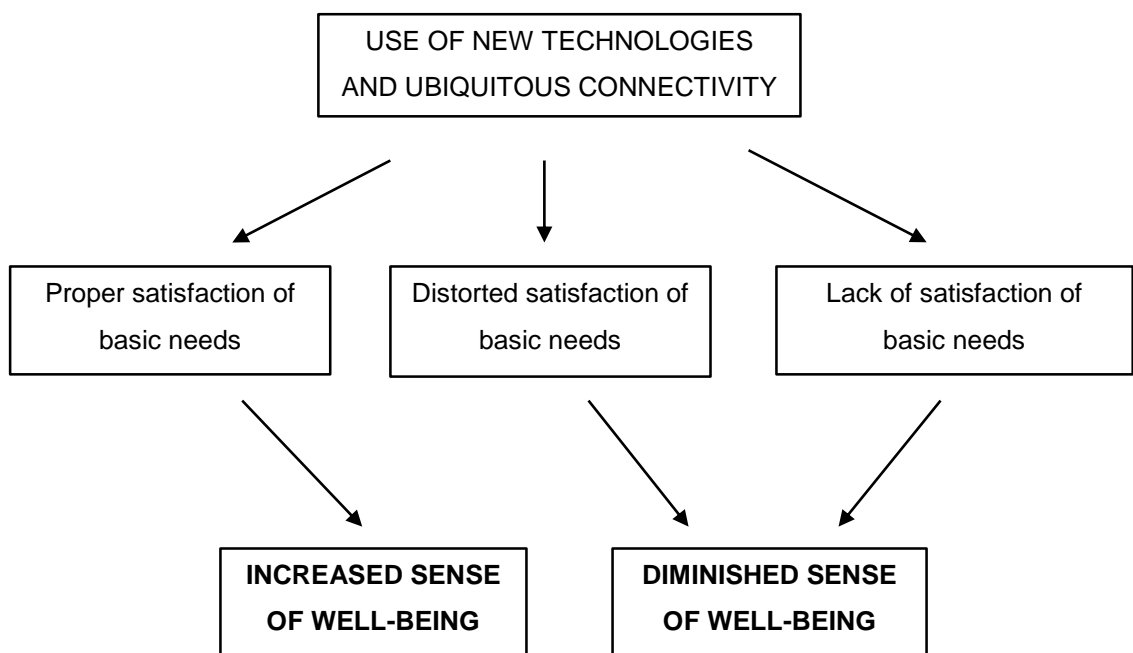 USE OF NEW TECHNOLOGIES
AND UBIQUITOUS CONNECTIVITY
Proper satisfaction of
basic needs
Distorted satisfaction of
basic needs
Lack of satisfaction of
basic needs
INCREASED SENSE
OF WELL-BEING
DIMINISHED SENSE
OF WELL-BEING